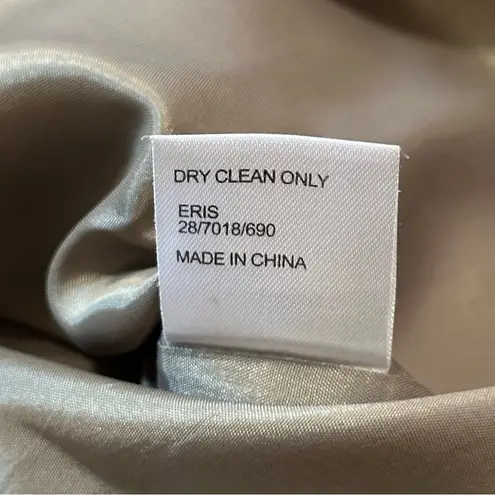 DRY CLEAN ONLY
ERIS
28/7018/690
MADE IN CHINA